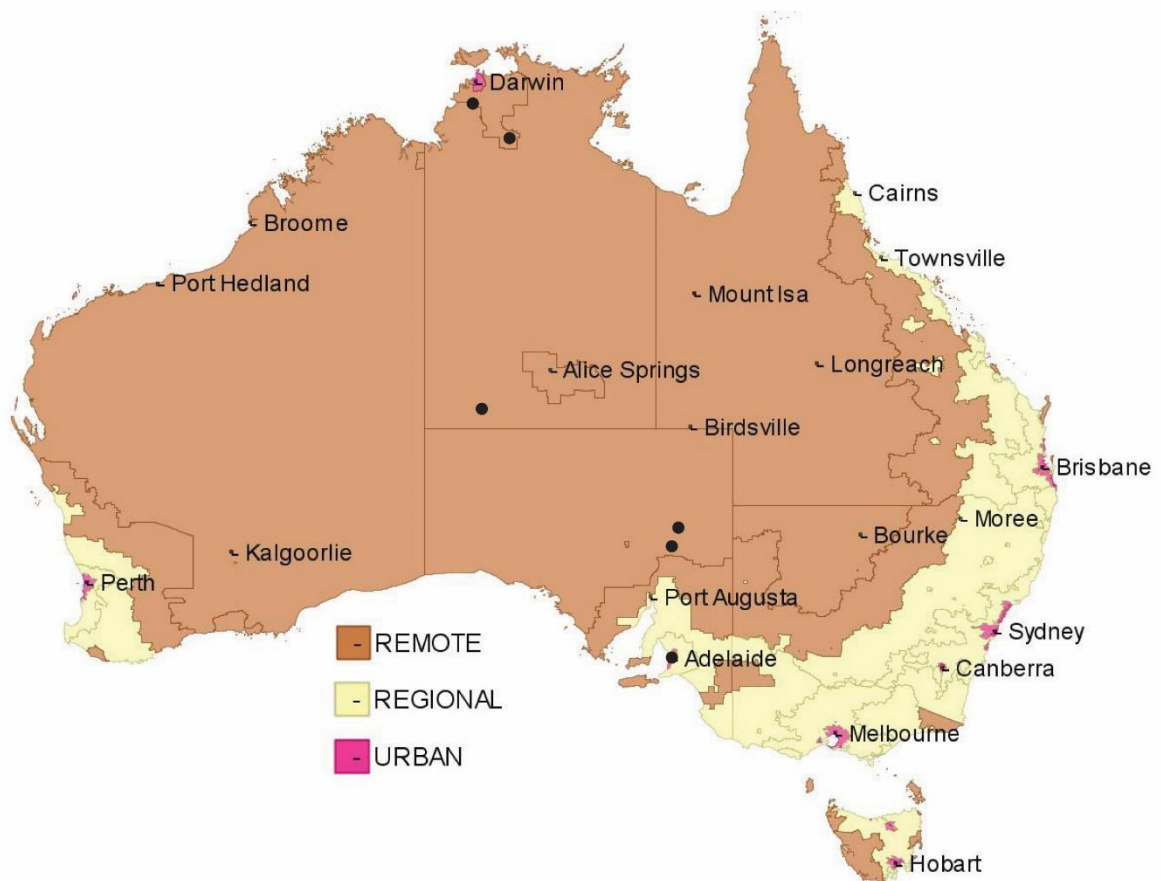 Darwin
Cairns
Broome
Townsville
Port Hedland
Mount Isa
Longreach
Alice Springs
Birdsville
Brisbane
Moree
Bourke
Kalgoorlie
Perth
Port Augusta
Sydney
REMOTE
Adelaide
Canberra
REGIONAL
Melbourne
URBAN
Hobart